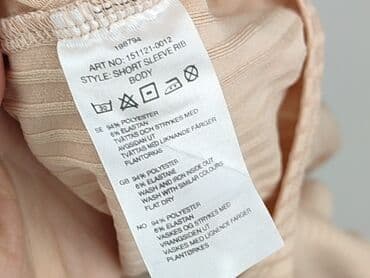 198794
ART NO: 151121-0012
STYLE: SHORT SLEEVE RIB
BODY
SE 94% POLYESTER
6% ELASTAN
TVÄTTAS OCH STRYKES MED
AVGSIDAN UT
TVÄTTAS MED LIKNANDE FÄRGER
PLANTORKAS
GB 94% POLYESTER
6% ELASTANE
WASH AND IRON INSIDE OUT
WASH WITH SIMILAR COLOURS
FLAT DRY
NO 94% POLYESTER
6% ELASTAN
VASKES OG STRYKES MED
VRANGSIDEN UT
VASKES MED LIGNENDE FARGER
PLANTØRKES